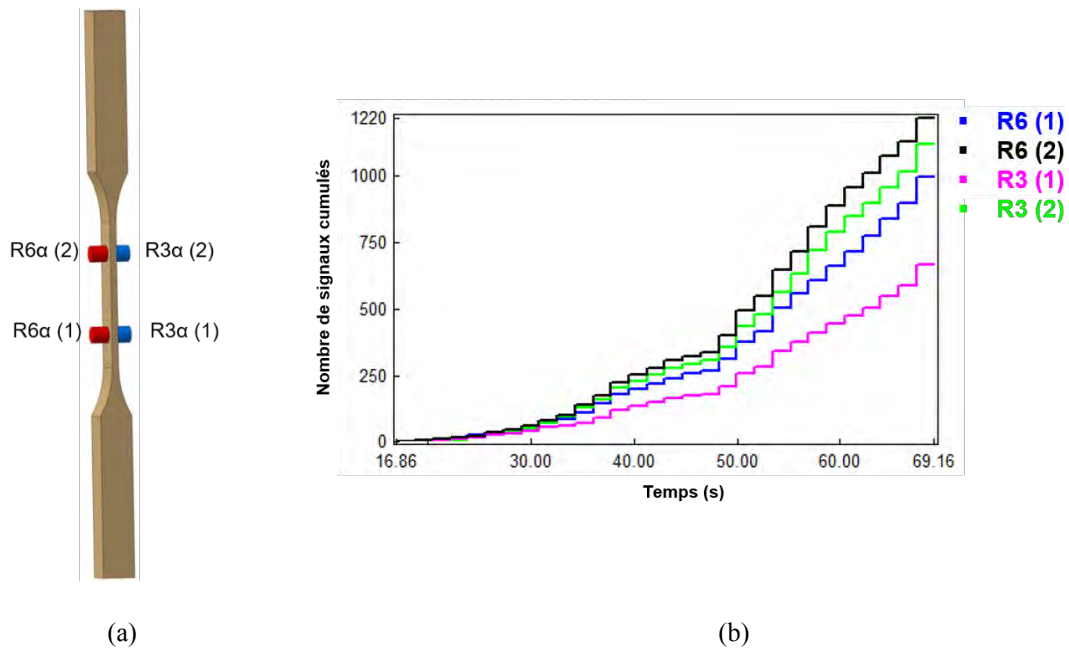 R6α (2)
R3α (2)
R6α (1)
R3α (1)
(a)
Nombre de signaux cumulés
1220
1000
750
500
250
0
16.86
30.00
40.00
50.00
60.00
69.16
Temps (s)
R6 (1)
R6 (2)
R3 (1)
R3 (2)
(b)